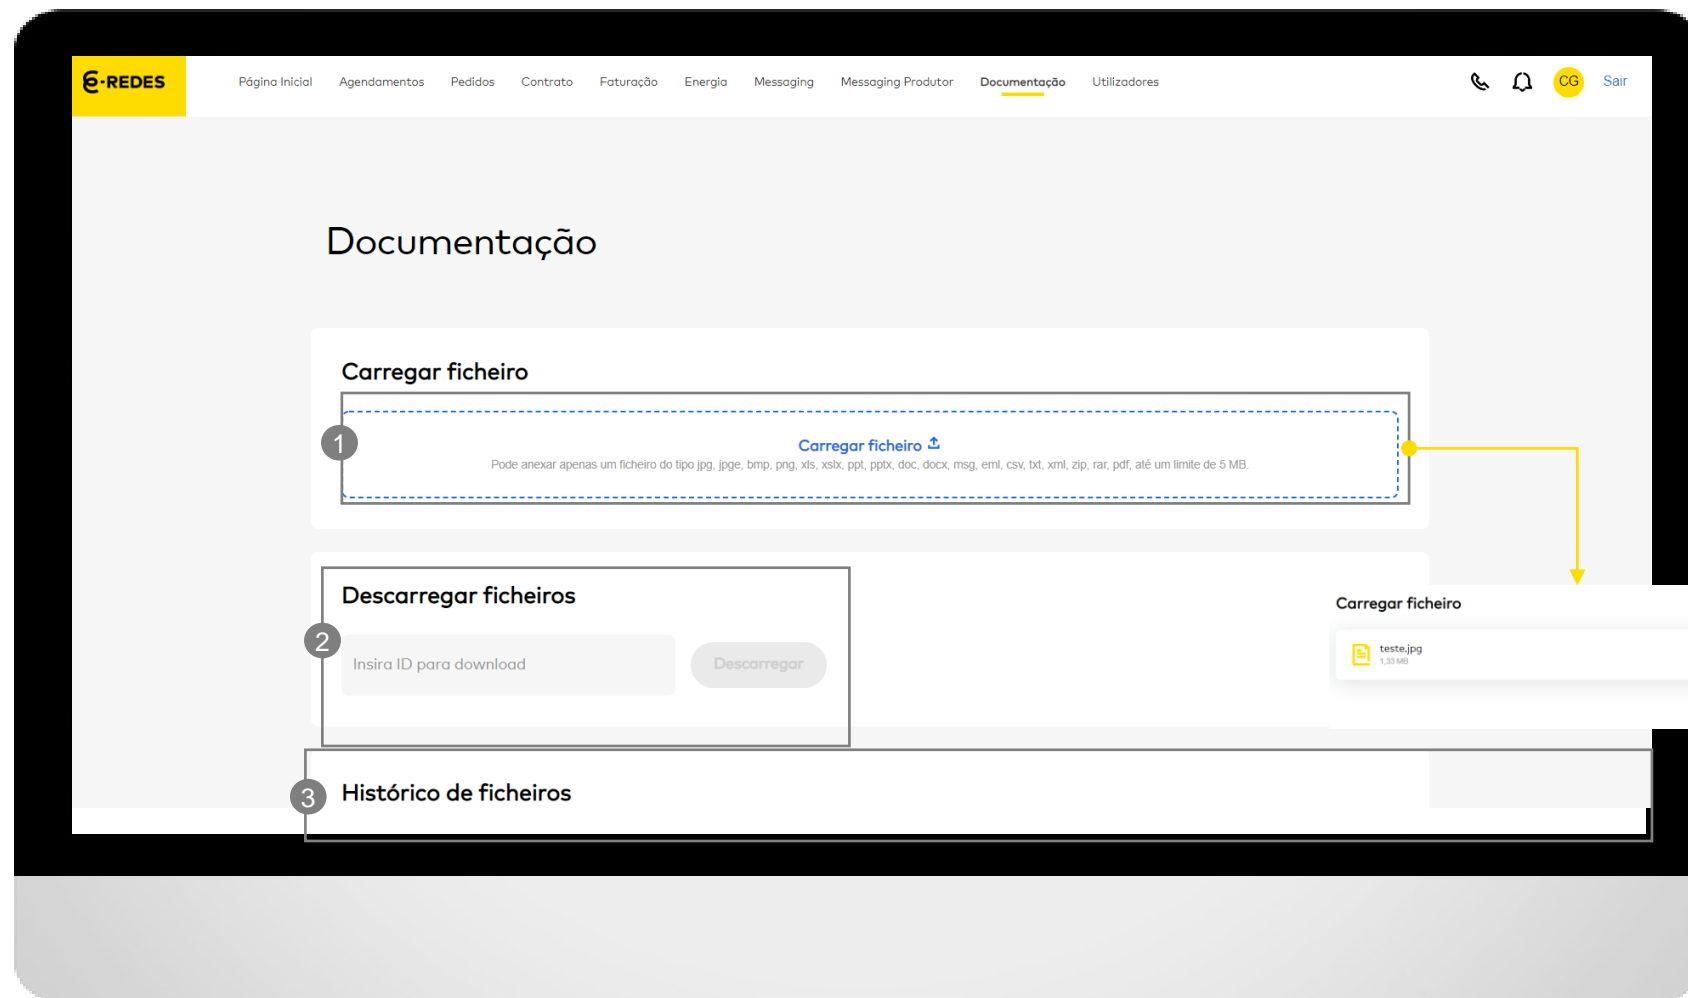 e-REDES
Página Inicial Agendamentos Pedidos Contrato Faturação Energia Messaging Messaging Produtor Documentação Utilizadores CG Sair
Documentação
Carregar ficheiro
1
Carregar ficheiro
Pode anexar apenas um ficheiro do tipo jpg, jpge, bmp, png, xls, xslx, ppt, pptx, doc, docx, msg, eml, csv, txt, xml, zip, rar, pdf, até um limite de 5 MB.
Descarregar ficheiros
2
Insira ID para download Descarregar
Carregar ficheiro
teste.jpg
1,33 MB
3
Histórico de ficheiros